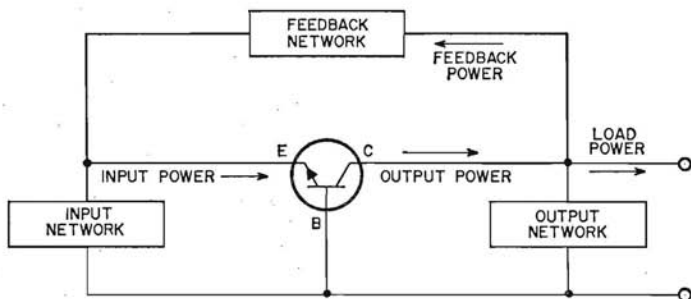 FEEDBACK
NETWORK
FEEDBACK
POWER
E
C
LOAD
POWER
INPUT POWER
OUTPUT POWER
INPUT
NETWORK
B
OUTPUT
NETWORK